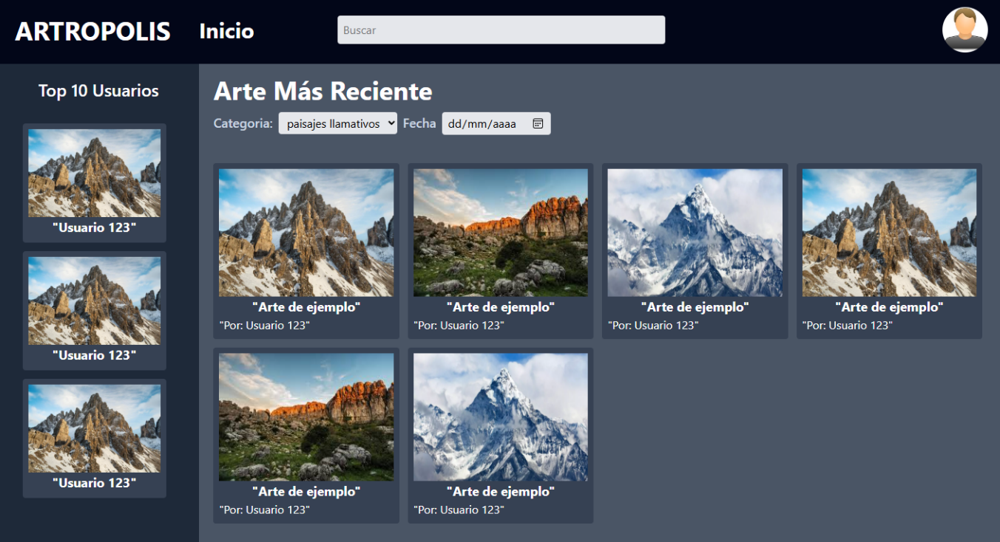 ARTROPOLIS Inicio Buscar
Top 10 Usuarios
"Usuario 123"
"Usuario 123"
"Usuario 123"
Arte Más Reciente
Categoria: paisajes llamativos Fecha dd/mm/aaaa
"Arte de ejemplo" "Arte de ejemplo" "Arte de ejemplo" "Arte de ejemplo"
"Por: Usuario 123" "Por: Usuario 123" "Por: Usuario 123" "Por: Usuario 123"
"Arte de ejemplo" "Arte de ejemplo"
"Por: Usuario 123" "Por: Usuario 123"